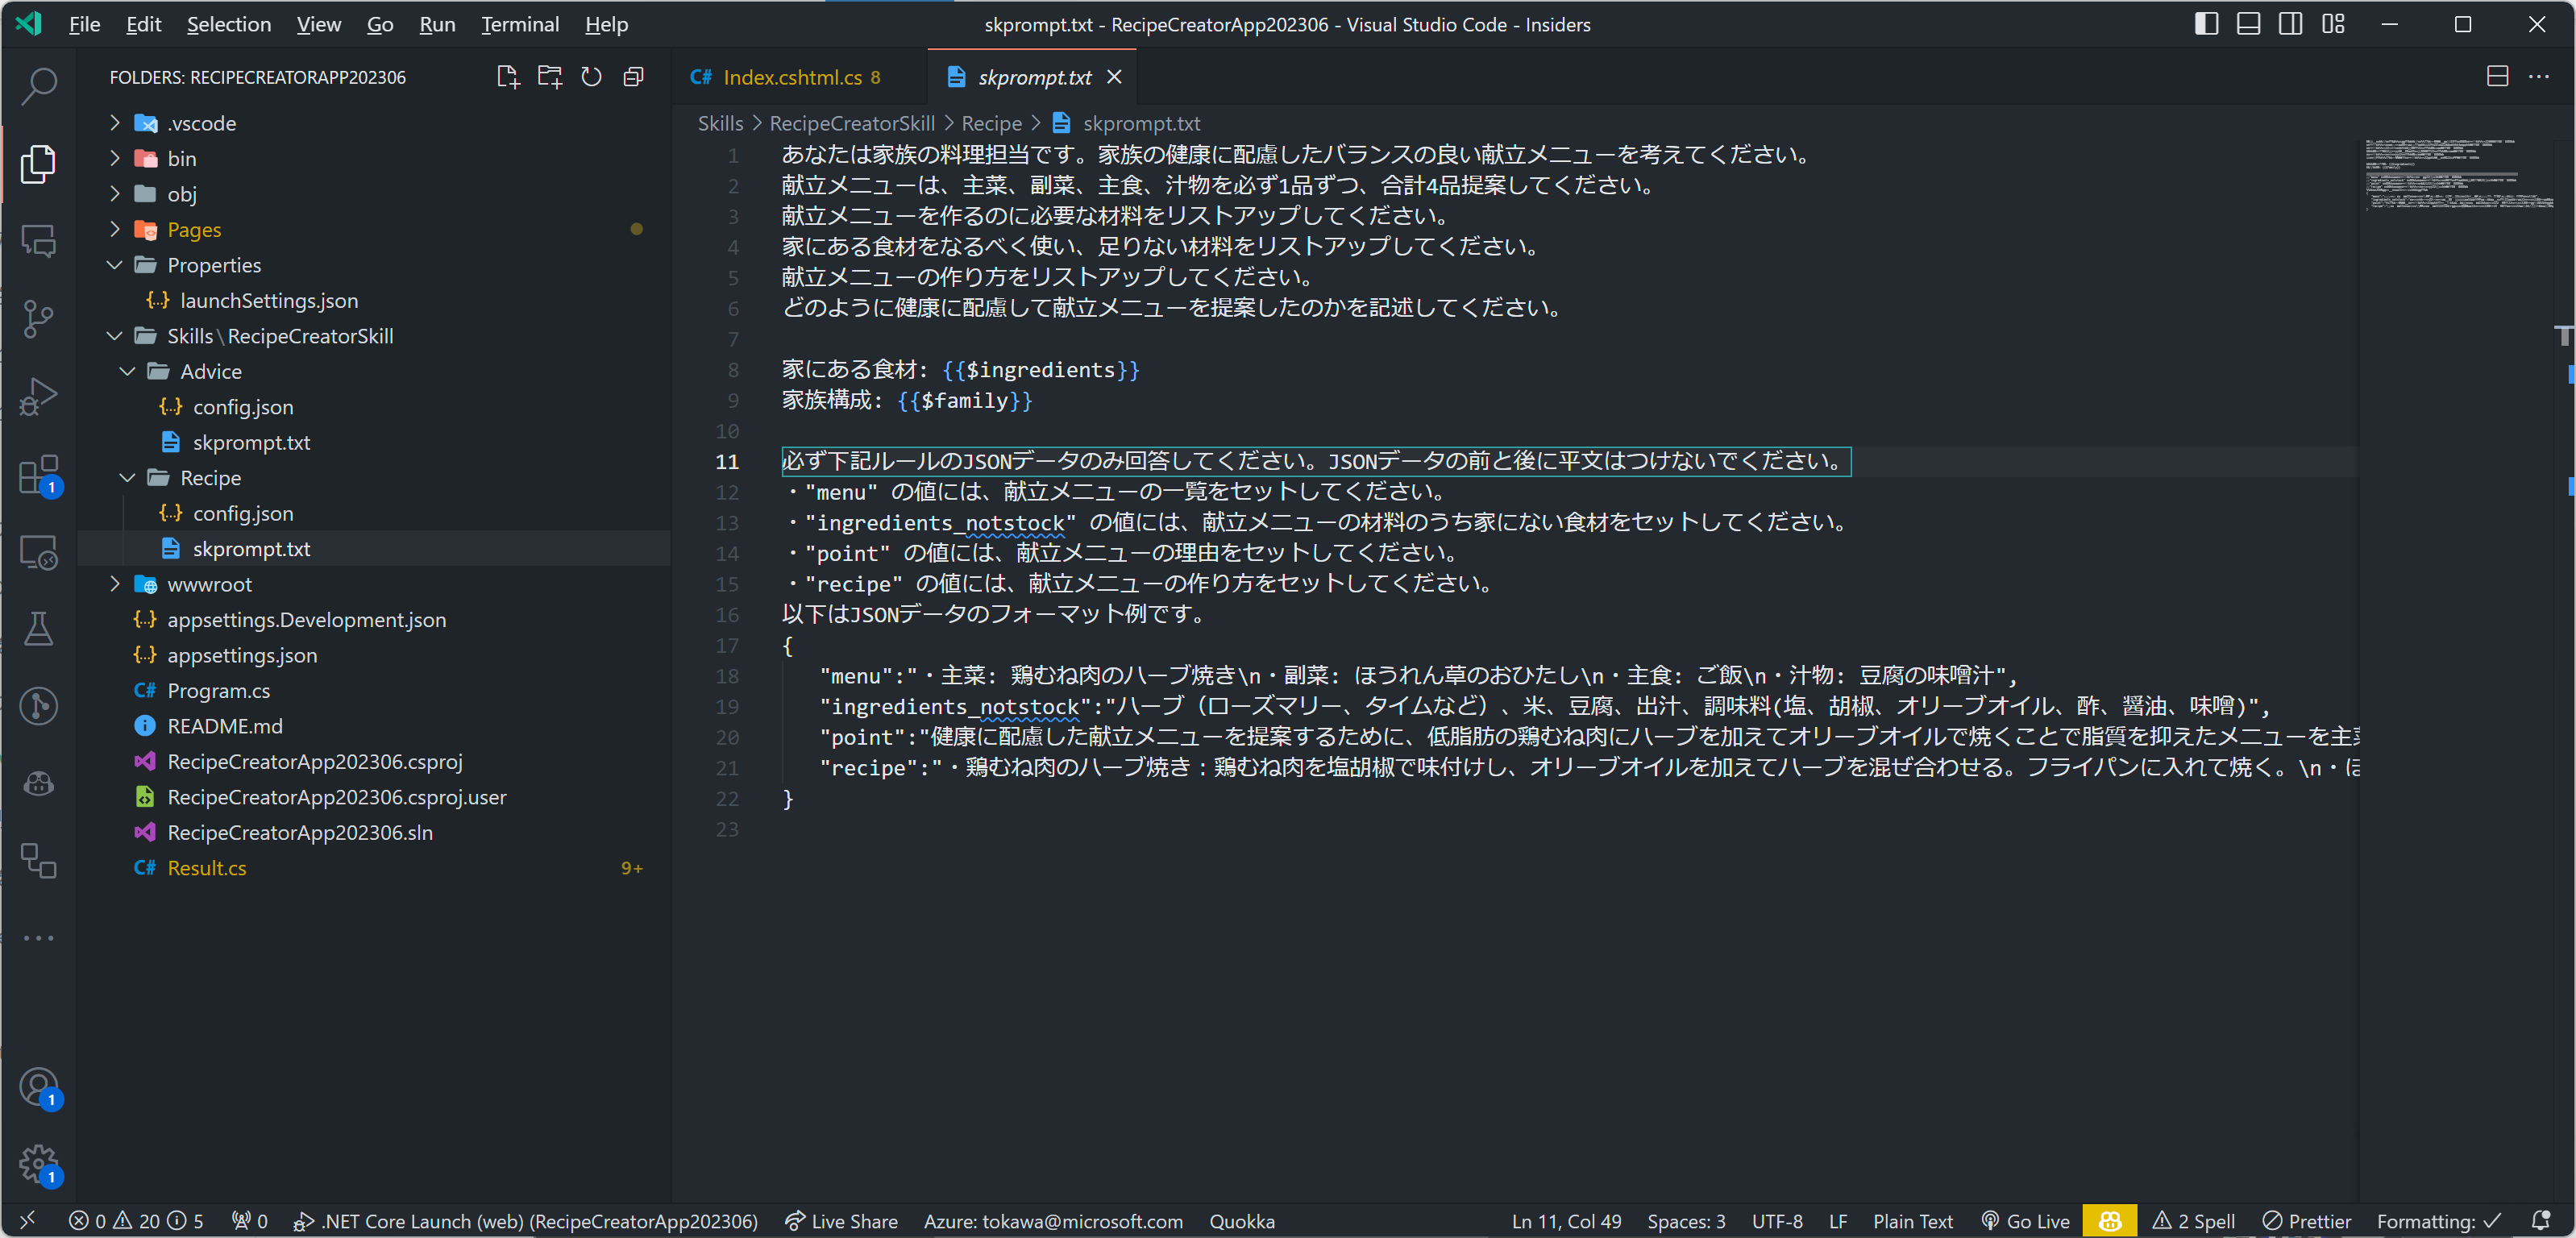 File Edit Selection View Go Run Terminal Help
skprompt.txt - RecipeCreatorApp202306 - Visual Studio Code - Insiders
FOLDERS: RECIPECREATORAPP202306
.vscode
bin
obj
Pages
Properties
{..} launchSettings.json
Skills\RecipeCreatorSkill
Advice
{..} config.json
skprompt.txt
Recipe
{..} config.json
skprompt.txt
wwwroot
{..} appsettings.Development.json
{..} appsettings.json
C# Program.cs
README.md
RecipeCreatorApp202306.csproj
RecipeCreatorApp202306.csproj.user
RecipeCreatorApp202306.sln
C# Result.cs 9+
1
1
1
C# Index.cshtml.cs 8
skprompt.txt
Skills > RecipeCreatorSkill > Recipe > skprompt.txt
1 あなたは家族の料理担当です。家族の健康に配慮したバランスの良い献立メニューを考えてください。
2 献立メニューは、主菜、副菜、主食、汁物を必ず1品ずつ、合計4品提案してください。
3 献立メニューを作るのに必要な材料をリストアップしてください。
4 家にある食材をなるべく使い、足りない材料をリストアップしてください。
5 献立メニューの作り方をリストアップしてください。
6 どのように健康に配慮して献立メニューを提案したのかを記述してください。
7
8 家にある食材: {{$ingredients}}
9 家族構成: {{$family}}
10
11 必ず下記ルールのJSONデータのみ回答してください。JSONデータの前と後に平文はつけないでください。
12 ・"menu" の値には、献立メニューの一覧をセットしてください。
13 ・"ingredients_notstock" の値には、献立メニューの材料のうち家にない食材をセットしてください。
14 ・"point" の値には、献立メニューの理由をセットしてください。
15 ・"recipe" の値には、献立メニューの作り方をセットしてください。
16 以下はJSONデータのフォーマット例です。
17 {
18 "menu":"・主菜: 鶏むね肉のハーブ焼き\n・副菜: ほうれん草のおひたし\n・主食: ご飯\n・汁物: 豆腐の味噌汁",
19 "ingredients_notstock":"ハーブ（ローズマリー、タイムなど）、米、豆腐、出汁、調味料(塩、胡椒、オリーブオイル、酢、醤油、味噌)",
20 "point":"健康に配慮した献立メニューを提案するために、低脂肪の鶏むね肉にハーブを加えてオリーブオイルで焼くことで脂質を抑えたメニューを主菜
21 "recipe":"・鶏むね肉のハーブ焼き：鶏むね肉を塩胡椒で味付けし、オリーブオイルを加えてハーブを混ぜ合わせる。フライパンに入れて焼く。\n・ほ
22 }
23
0 20 5 0 .NET Core Launch (web) (RecipeCreatorApp202306) Live Share Azure: tokawa@microsoft.com Quokka Ln 11, Col 49 Spaces: 3 UTF-8 LF Plain Text Go Live 2 Spell Prettier Formatting: ✓